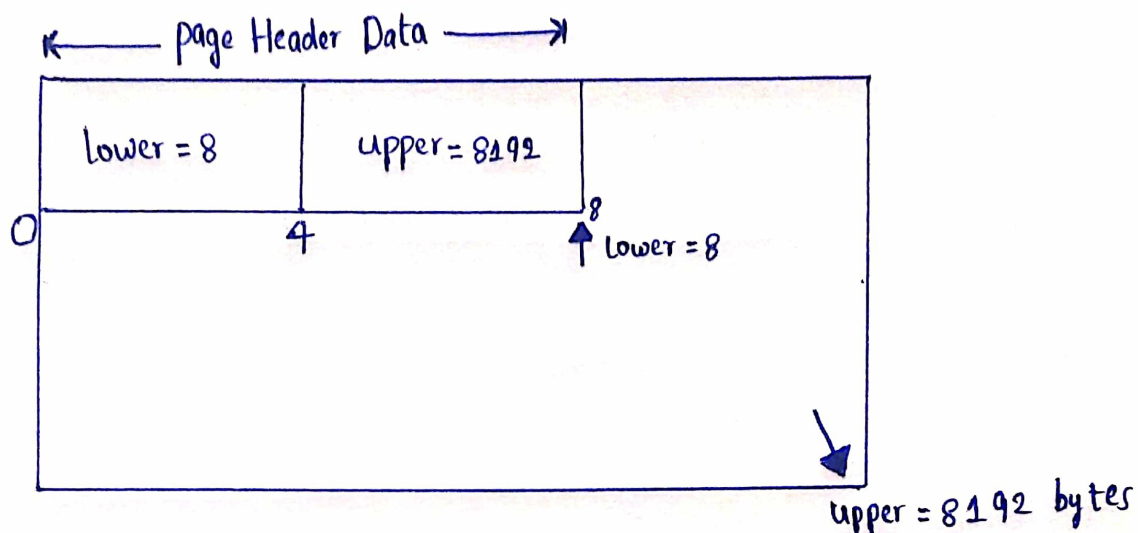 Page Header Data
lower = 8
upper = 8192
0
4
8
lower = 8
upper = 8192 bytes